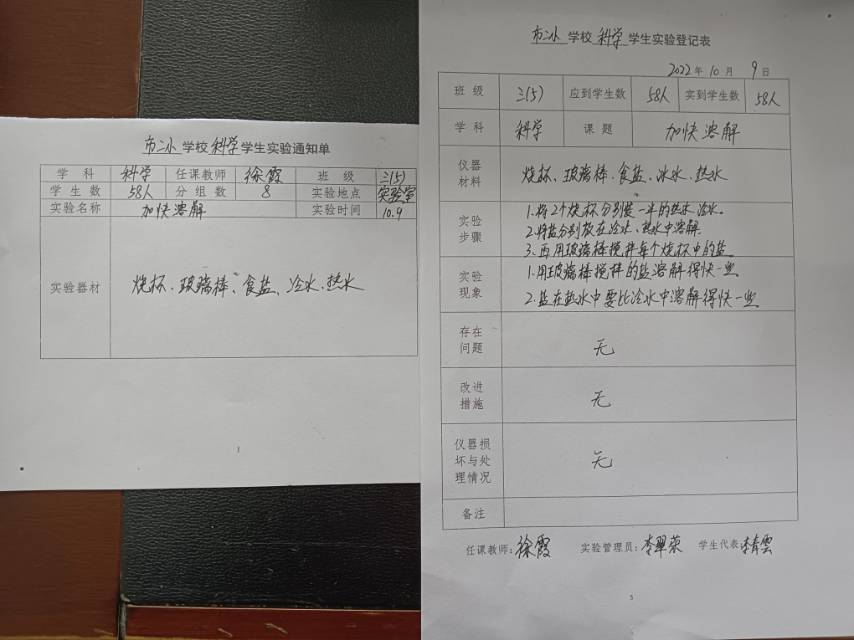 市二小 学校 科学 学生实验通知单
学 科 科学 任课教师 徐霞 班 级 三(5)
学 生 数 58人 分 组 数 8 实验地点 实验室
实验名称 加快溶解 实验时间 10.9
实验器材 烧杯、玻璃棒、食盐、冷水、热水
1
市二小 学校 科学 学生实验登记表
2022 年 10 月 9 日
班 级 三(5) 应到学生数 58人 实到学生数 58人
学 科 科学 课 题 加快溶解
仪器
材料
烧杯、玻璃棒、食盐、冰水、热水
实验
步骤
1.将2个烧杯分别装一半的热水、冷水。
2.将盐分别放在冷水、热水中溶解.
3.再用玻璃棒搅拌每个烧杯中的盐
实验
现象
1.用玻璃棒搅拌的盐溶解得快一些.
2.盐在热水中要比冷水中溶解得快一些
存在
问题
无
改进
措施
无
仪器损
坏与处
理情况
无
备注
任课教师:徐霞 实验管理员:李翠荣 学生代表:李青雲
5